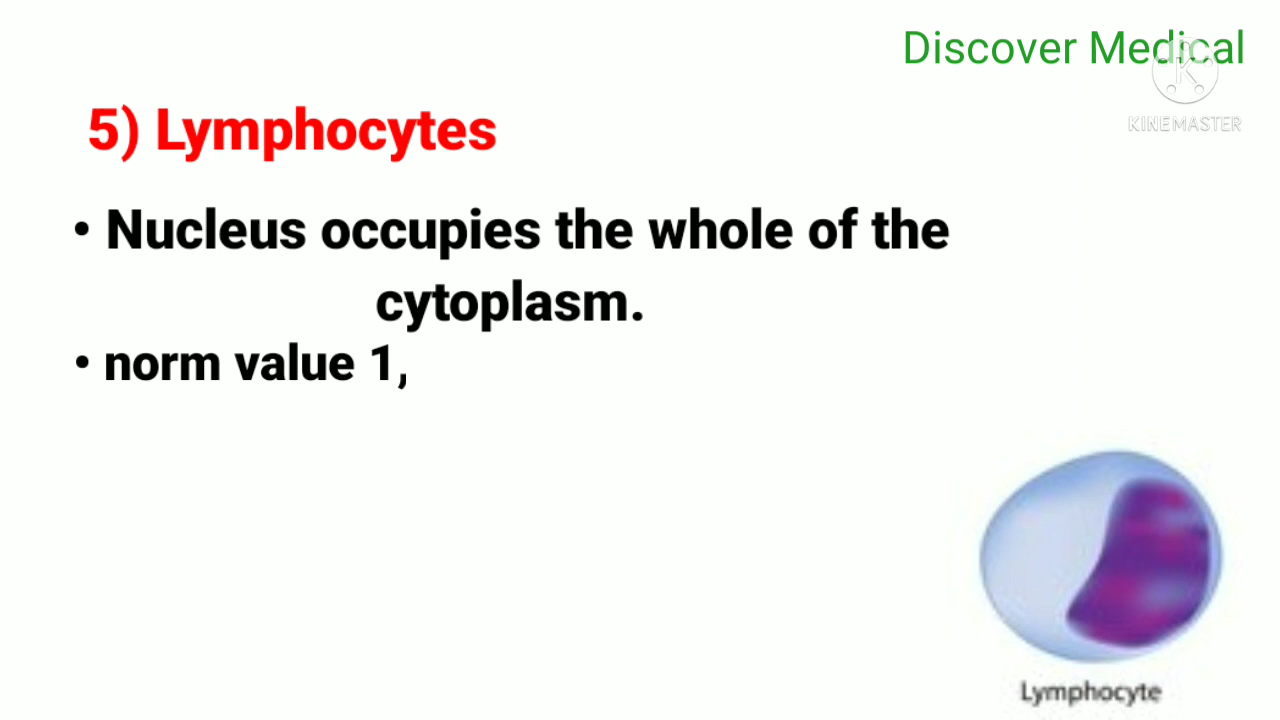 Discover Medical
KINEMASTER
5) Lymphocytes
• Nucleus occupies the whole of the
cytoplasm.
• norm value 1,
Lymphocyte